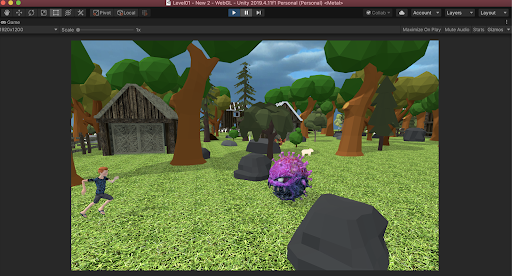 Level01 - New 2 - WebGL - Unity 2019.4.11f1 Personal (Personal) <Metal>
Pivot Local Collab Account Layers Layout
Game
1920x1200 Scale 1x Maximize On Play Mute Audio Stats Gizmos